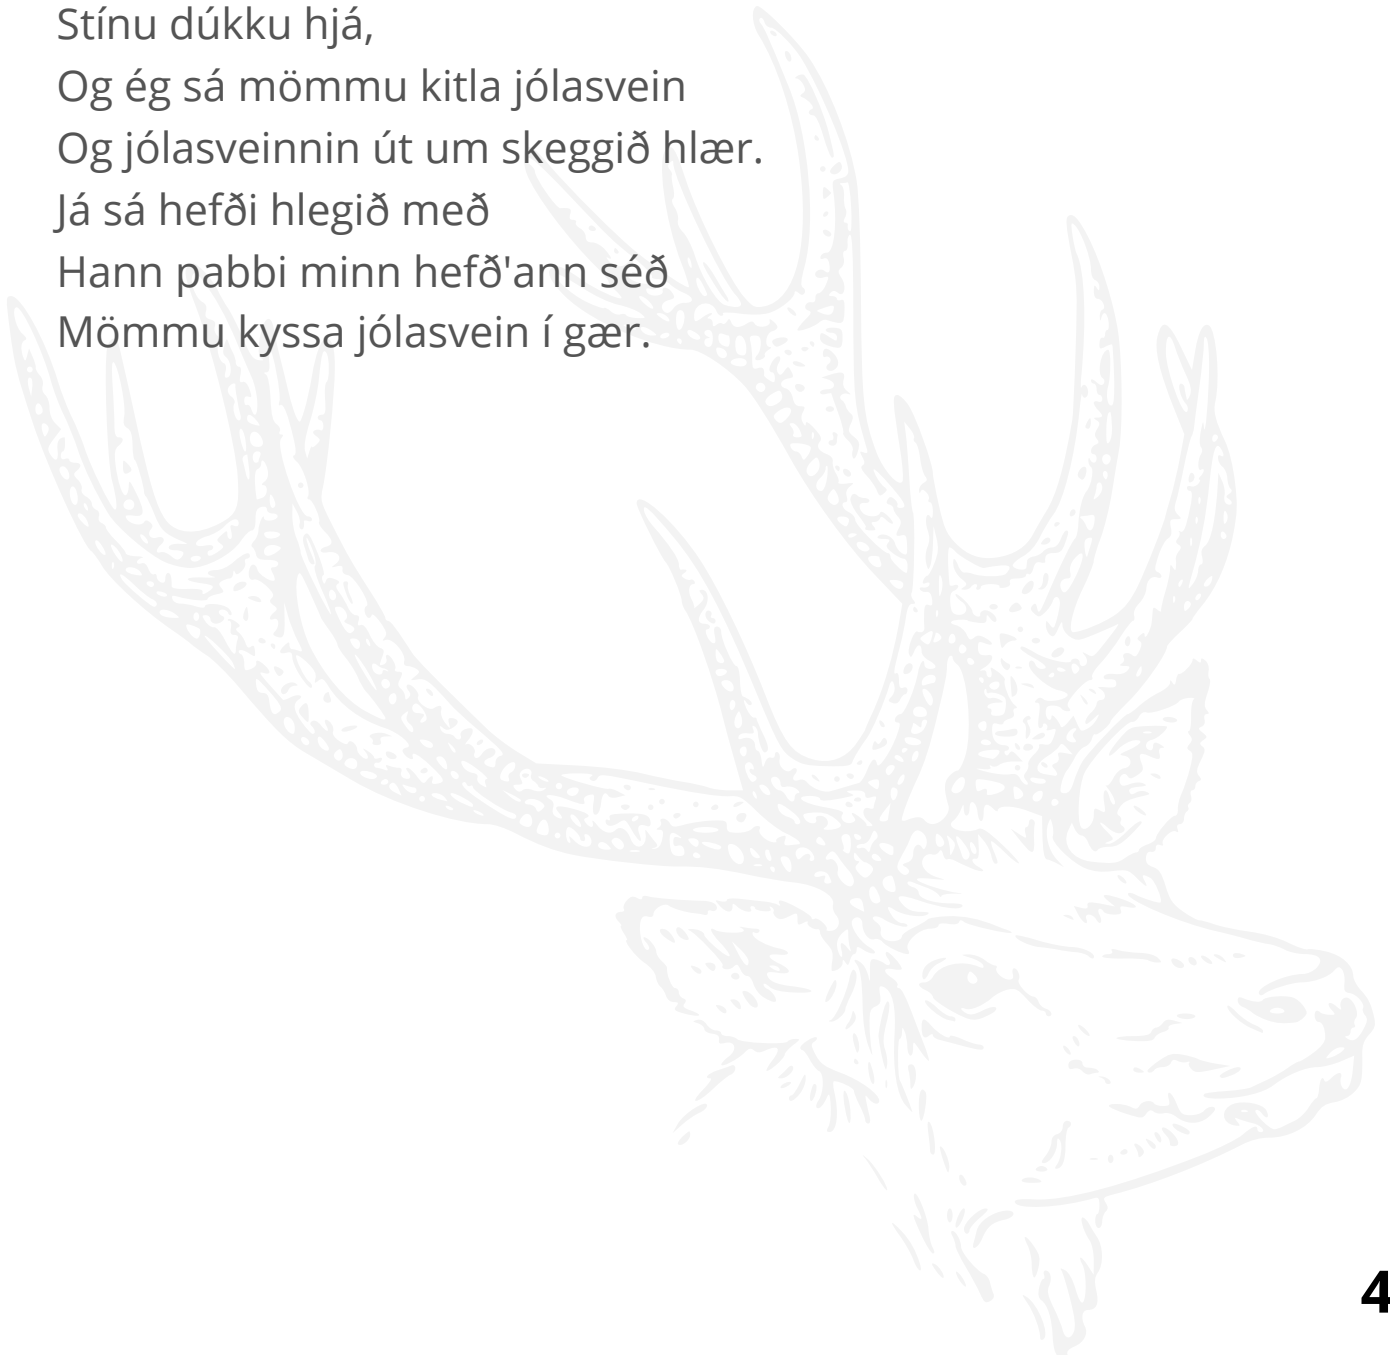 Stínu dúkku hjá,
Og ég sá mömmu kitla jólasvein
Og jólasveinnin út um skeggið hlær.
Já sá hefði hlegið með
Hann pabbi minn hefð'ann séð
Mömmu kyssa jólasvein í gær.
4